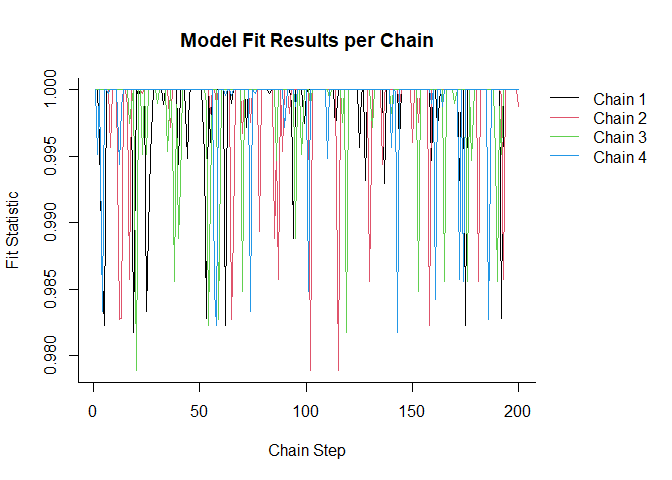 Model Fit Results per Chain
Fit Statistic
1.000
0.995
0.990
0.985
0.980
0
50
100
150
200
Chain Step
Chain 1
Chain 2
Chain 3
Chain 4